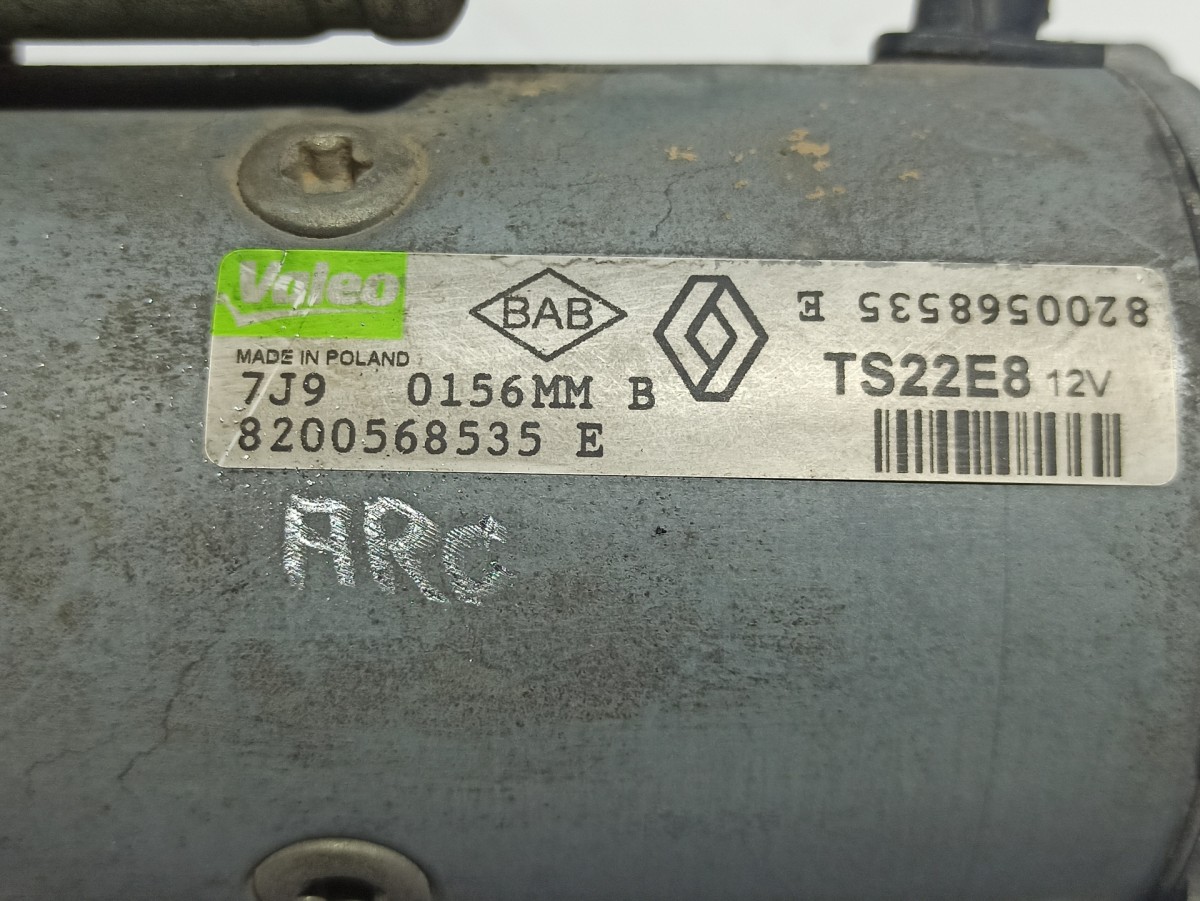 Valeo
BAB
8200568535 E
MADE IN POLAND
TS22E8 12V
7J9 0156MM B
8200568535 E
ARC